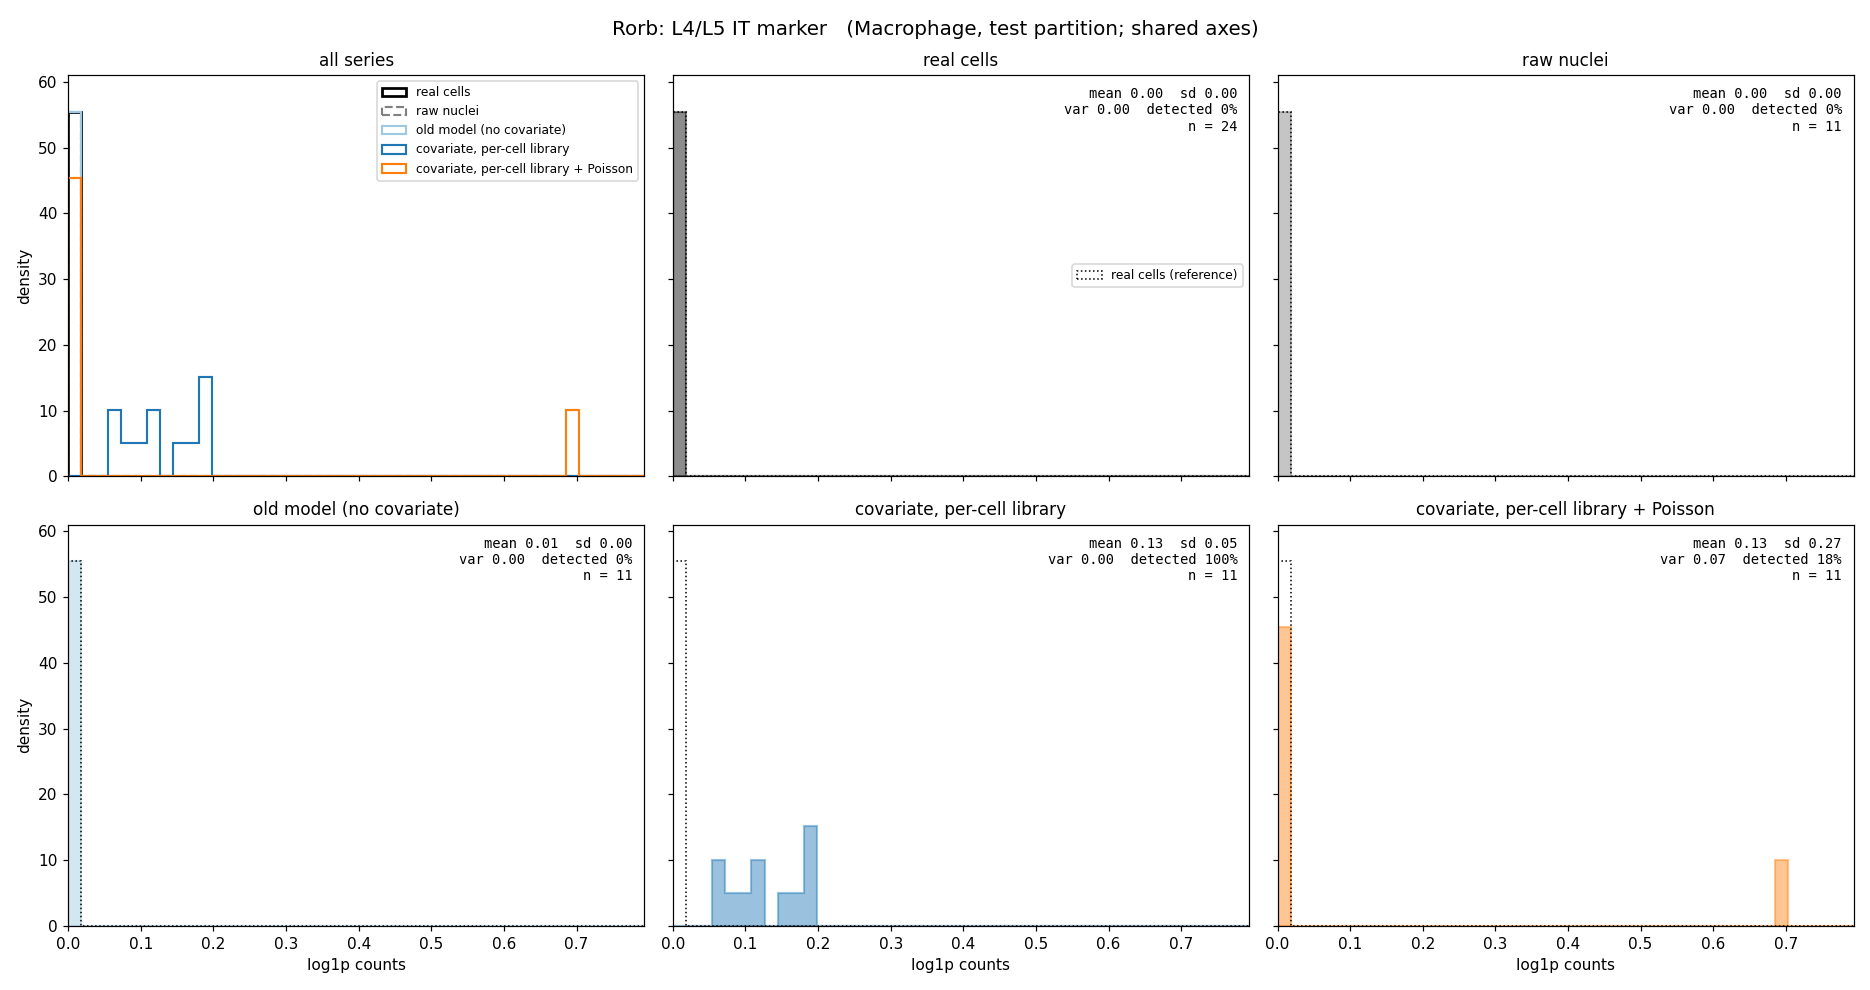 Rorb: L4/L5 IT marker (Macrophage, test partition; shared axes)
all series
real cells
raw nuclei
60
50
40
30
20
10
0
density
real cells
raw nuclei
old model (no covariate)
covariate, per-cell library
covariate, per-cell library + Poisson
mean 0.00 sd 0.00
var 0.00 detected 0%
n = 24
real cells (reference)
mean 0.00 sd 0.00
var 0.00 detected 0%
n = 11
old model (no covariate)
covariate, per-cell library
covariate, per-cell library + Poisson
60
50
40
30
20
10
0
density
mean 0.01 sd 0.00
var 0.00 detected 0%
n = 11
mean 0.13 sd 0.05
var 0.00 detected 100%
n = 11
mean 0.13 sd 0.27
var 0.07 detected 18%
n = 11
0.0 0.1 0.2 0.3 0.4 0.5 0.6 0.7
0.0 0.1 0.2 0.3 0.4 0.5 0.6 0.7
0.0 0.1 0.2 0.3 0.4 0.5 0.6 0.7
log1p counts
log1p counts
log1p counts